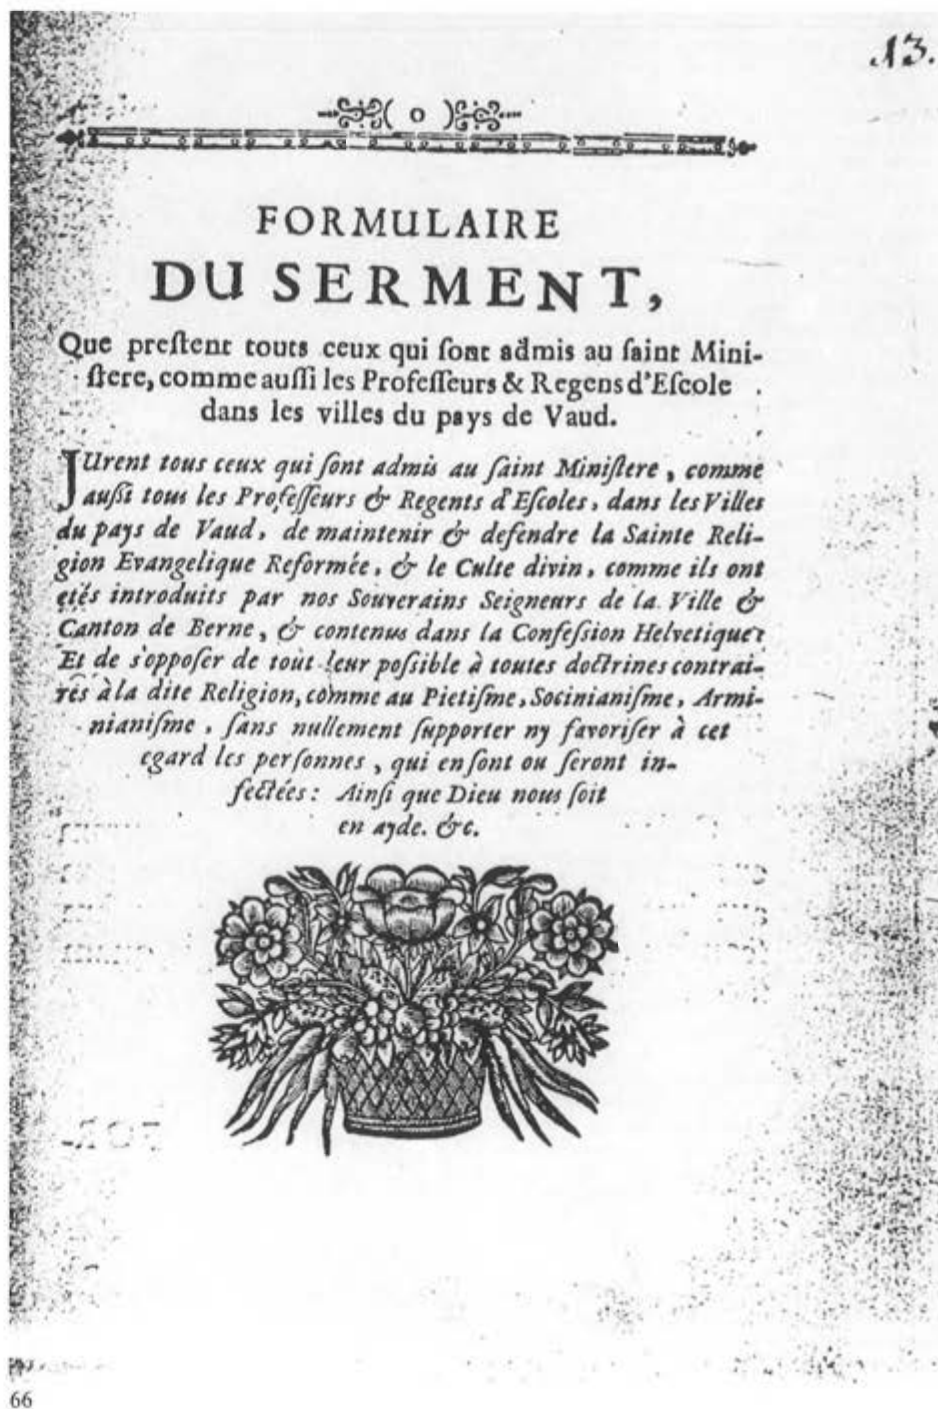 13.
( o )
FORMULAIRE
DU SERMENT,
Que preſtent touts ceux qui ſont admis au ſaint Mini-
ſtere, comme auſſi les Profeſſeurs & Regens d'Eſcole
dans les villes du pays de Vaud.
JUrent tous ceux qui ſont admis au ſaint Miniſtere, comme
auſſi tous les Profeſſeurs & Regents d'Eſcoles, dans les Villes
du pays de Vaud, de maintenir & defendre la Sainte Reli-
gion Evangelique Reformée, & le Culte divin, comme ils ont
etés introduits par nos Souverains Seigneurs de la Ville &
Canton de Berne, & contenus dans la Confeſſion Helvetique:
Et de s'oppoſer de tout leur poſſible à toutes doctrines contrai-
res à la dite Religion, comme au Pietiſme, Socinianiſme, Armi-
nianiſme, ſans nullement ſupporter ny favoriſer à cet
egard les perſonnes, qui en ſont ou ſeront in-
fectées: Ainſi que Dieu nous ſoit
en ayde. &c.
66